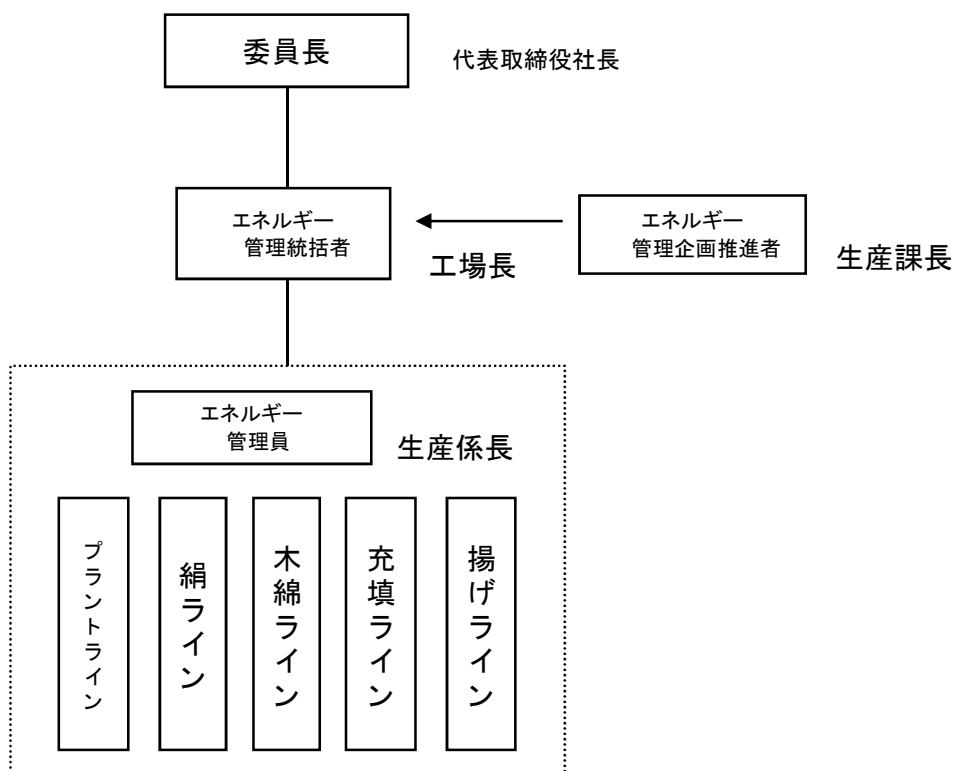 委員長
代表取締役社長
エネルギー
管理統括者
工場長
エネルギー
管理企画推進者
生産課長
エネルギー
管理員
生産係長
プラントライン
絹ライン
木綿ライン
充填ライン
揚げライン